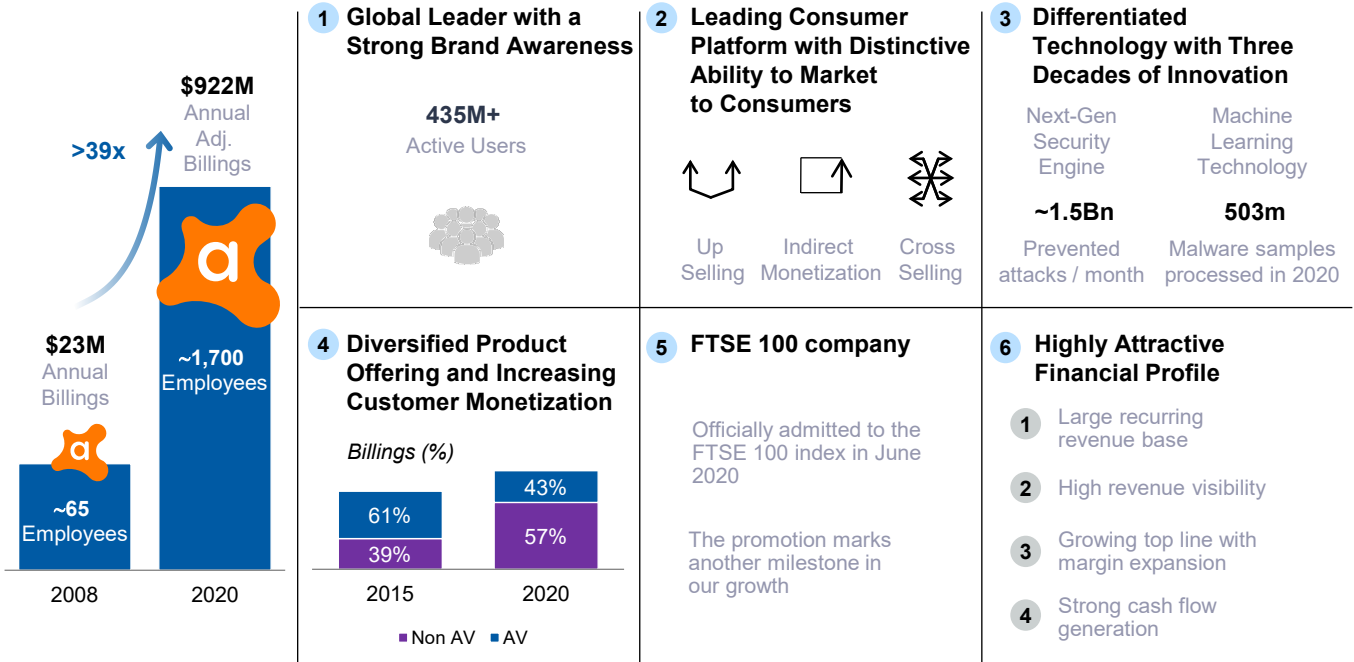 $922M
Annual
Adj.
Billings
>39x
a
~1,700
Employees
$23M
Annual
Billings
a
~65
Employees
2008
2020
1
Global Leader with a
Strong Brand Awareness
435M+
Active Users
2
Leading Consumer
Platform with Distinctive
Ability to Market
to Consumers
Up
Selling
Indirect
Monetization
Cross
Selling
3
Differentiated
Technology with Three
Decades of Innovation
Next-Gen
Security
Engine
Machine
Learning
Technology
~1.5Bn
Prevented
attacks / month
503m
Malware samples
processed in 2020
4
Diversified Product
Offering and Increasing
Customer Monetization
Billings (%)
61%
39%
43%
57%
2015
2020
Non AV
AV
5
FTSE 100 company
Officially admitted to the
FTSE 100 index in June
2020
The promotion marks
another milestone in
our growth
6
Highly Attractive
Financial Profile
1
Large recurring
revenue base
2
High revenue visibility
3
Growing top line with
margin expansion
4
Strong cash flow
generation